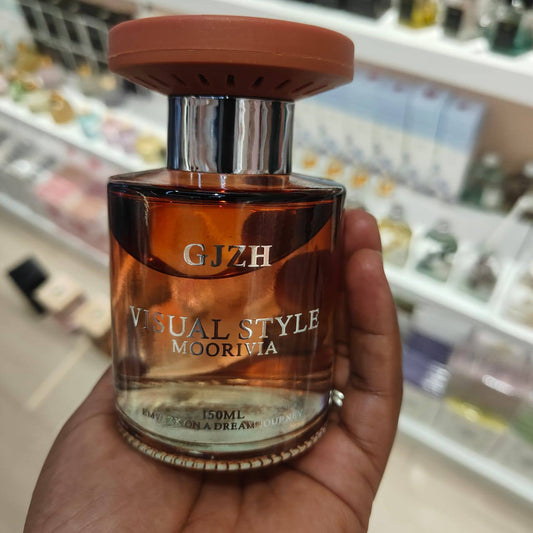 GJZH
VISUAL STYLE
MOORIVIA
150ML
EMBARK ON A DREAM JOURNEY